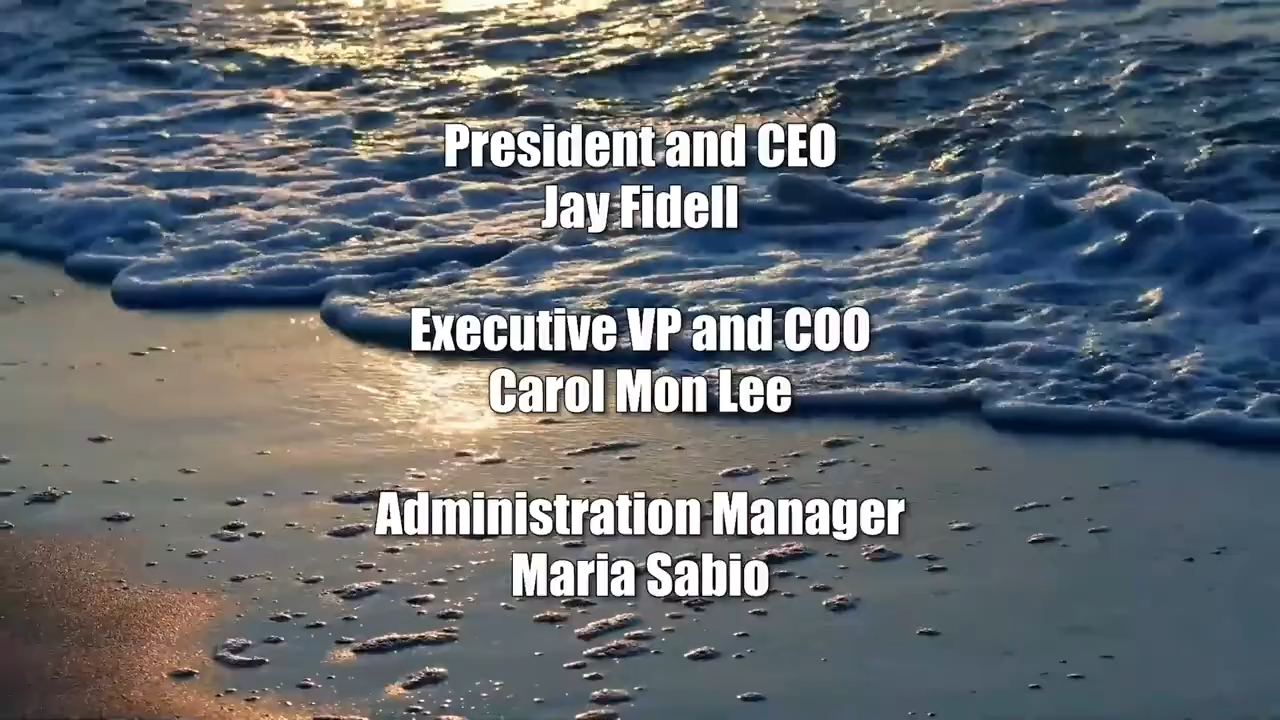 President and CEO
Jay Fidell
Executive VP and COO
Carol Mon Lee
Administration Manager
Maria Sabio